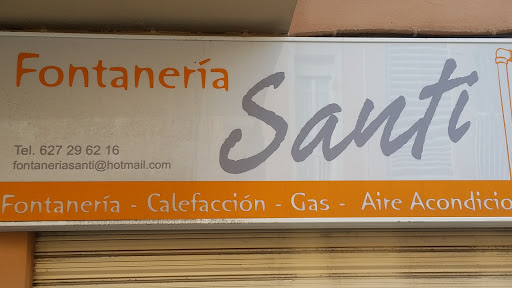 Fontanería
Santi
Tel. 627 29 62 16
fontaneriasanti@hotmail.com
Fontanería - Calefacción - Gas - Aire Acondicio